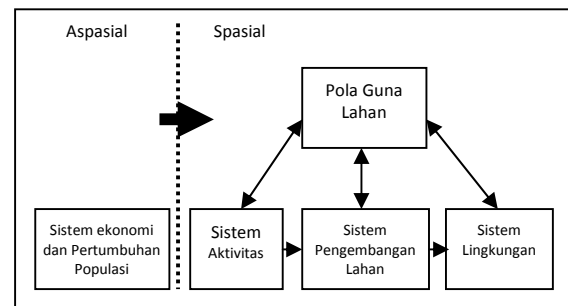 Aspasial
Spasial
Pola Guna
Lahan
Sistem ekonomi
dan Pertumbuhan
Populasi
Sistem
Aktivitas
Sistem
Pengembangan
Lahan
Sistem
Lingkungan